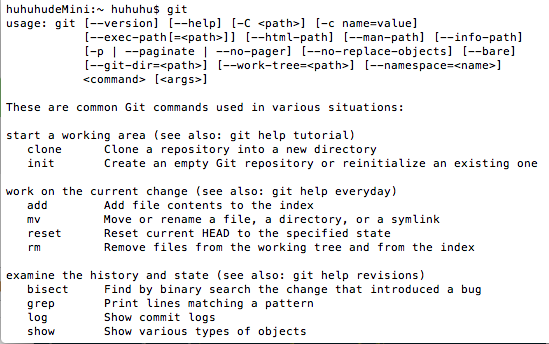 huhuhudeMini:~ huhuhu$ git
usage: git [--version] [--help] [-C <path>] [-c name=value]
           [--exec-path[=<path>]] [--html-path] [--man-path] [--info-path]
           [-p | --paginate | --no-pager] [--no-replace-objects] [--bare]
           [--git-dir=<path>] [--work-tree=<path>] [--namespace=<name>]
           <command> [<args>]

These are common Git commands used in various situations:

start a working area (see also: git help tutorial)
   clone      Clone a repository into a new directory
   init       Create an empty Git repository or reinitialize an existing one

work on the current change (see also: git help everyday)
   add        Add file contents to the index
   mv         Move or rename a file, a directory, or a symlink
   reset      Reset current HEAD to the specified state
   rm         Remove files from the working tree and from the index

examine the history and state (see also: git help revisions)
   bisect     Find by binary search the change that introduced a bug
   grep       Print lines matching a pattern
   log        Show commit logs
   show       Show various types of objects